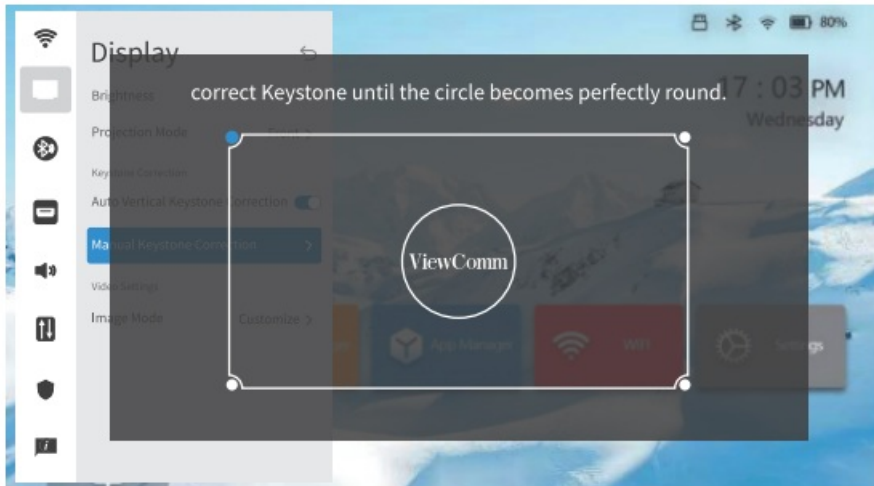 80%
Display
17 : 03 PM
Wednesday
Brightness
correct Keystone until the circle becomes perfectly round.
Projection Mode
Front >
Keystone Correction
Auto Vertical Keystone Correction
Manual Keystone Correction >
ViewComm
Video Settings
Image Mode Customize >
App Manager
WIFI
Settings